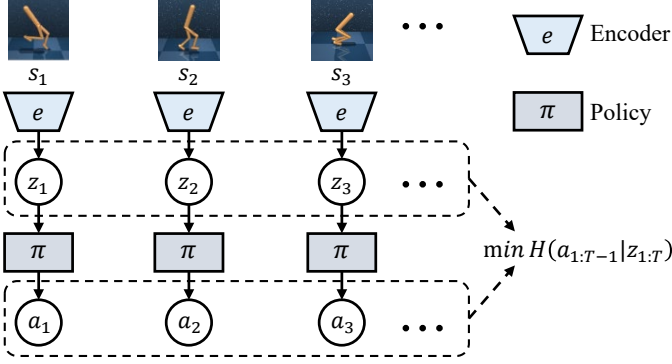 • • •
e Encoder
s₁ s₂ s₃
e e e
π Policy
z₁ z₂ z₃ • • •
π π π
min H(a₁:T−1|z₁:T)
a₁ a₂ a₃ • • •